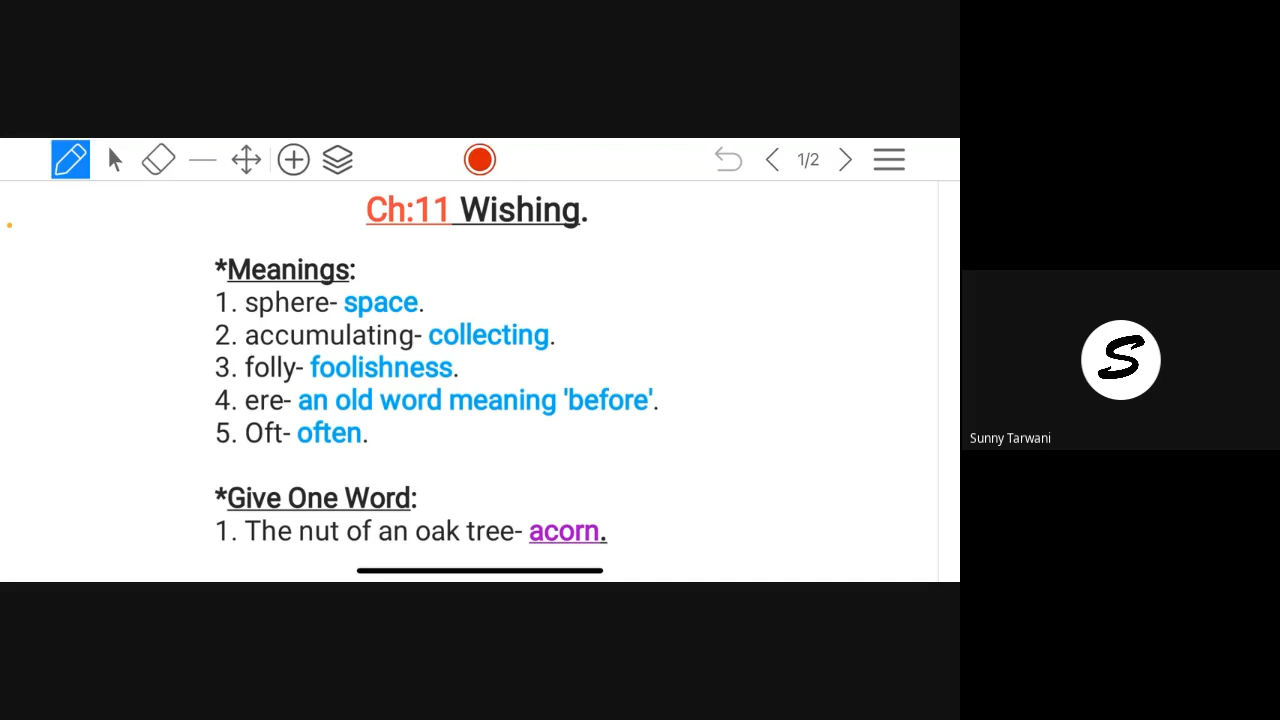 1/2
Ch:11 Wishing.
*Meanings:
1. sphere- space.
2. accumulating- collecting.
3. folly- foolishness.
4. ere- an old word meaning 'before'.
5. Oft- often.
*Give One Word:
1. The nut of an oak tree- acorn.
S
Sunny Tarwani